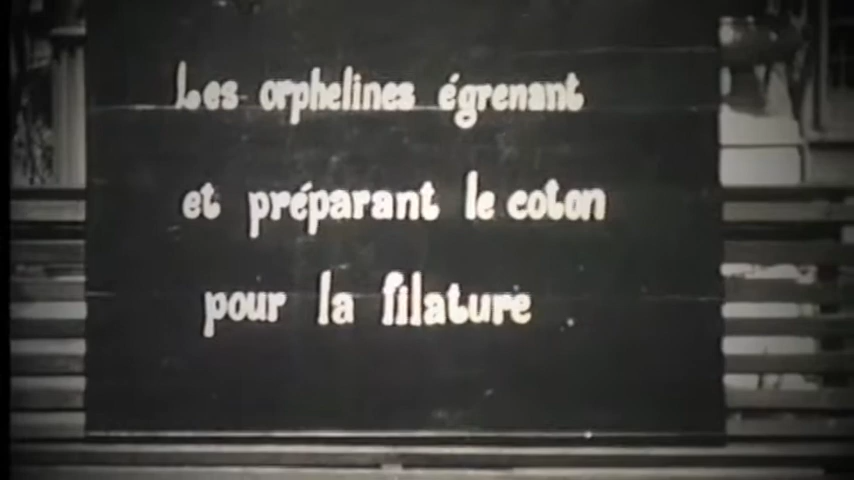 Les orphelines égrenant
et préparant le coton
pour la filature.